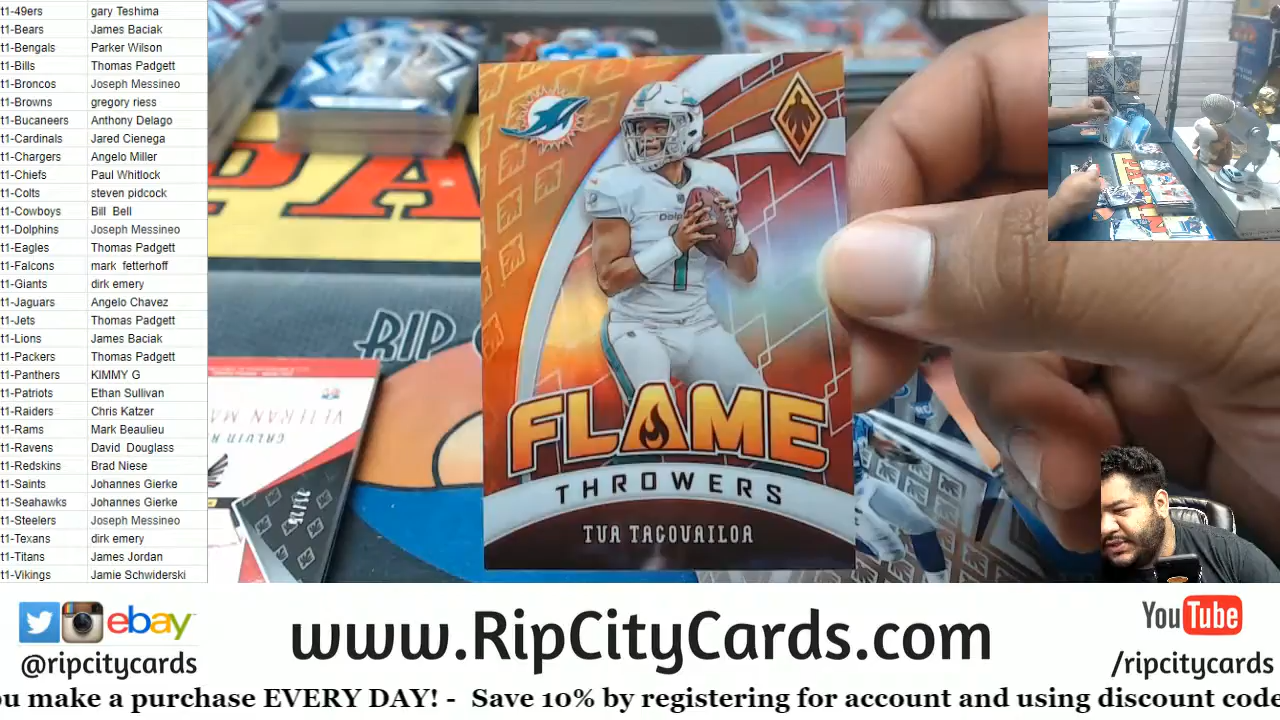 t1-49ers gary Teshima
t1-Bears James Baciak
t1-Bengals Parker Wilson
t1-Bills Thomas Padgett
t1-Broncos Joseph Messineo
t1-Browns gregory riess
t1-Bucaneers Anthony Delago
t1-Cardinals Jared Cienega
t1-Chargers Angelo Miller
t1-Chiefs Paul Whitlock
t1-Colts steven pidcock
t1-Cowboys Bill Bell
t1-Dolphins Joseph Messineo
t1-Eagles Thomas Padgett
t1-Falcons mark fetterhoff
t1-Giants dirk emery
t1-Jaguars Angelo Chavez
t1-Jets Thomas Padgett
t1-Lions James Baciak
t1-Packers Thomas Padgett
t1-Panthers KIMMY G
t1-Patriots Ethan Sullivan
t1-Raiders Chris Katzer
t1-Rams Mark Beaulieu
t1-Ravens David Douglass
t1-Redskins Brad Niese
t1-Saints Johannes Gierke
t1-Seahawks Johannes Gierke
t1-Steelers Joseph Messineo
t1-Texans dirk emery
t1-Titans James Jordan
t1-Vikings Jamie Schwiderski
PA
RIP
VETERAN MA
CALVIN R
Dolp
1
FLAME
THROWERS
TUA TAGOVAILOA
ebay
@ripcitycards
www.RipCityCards.com
YouTube
/ripcitycards
ou make a purchase EVERY DAY! - Save 10% by registering for account and using discount code